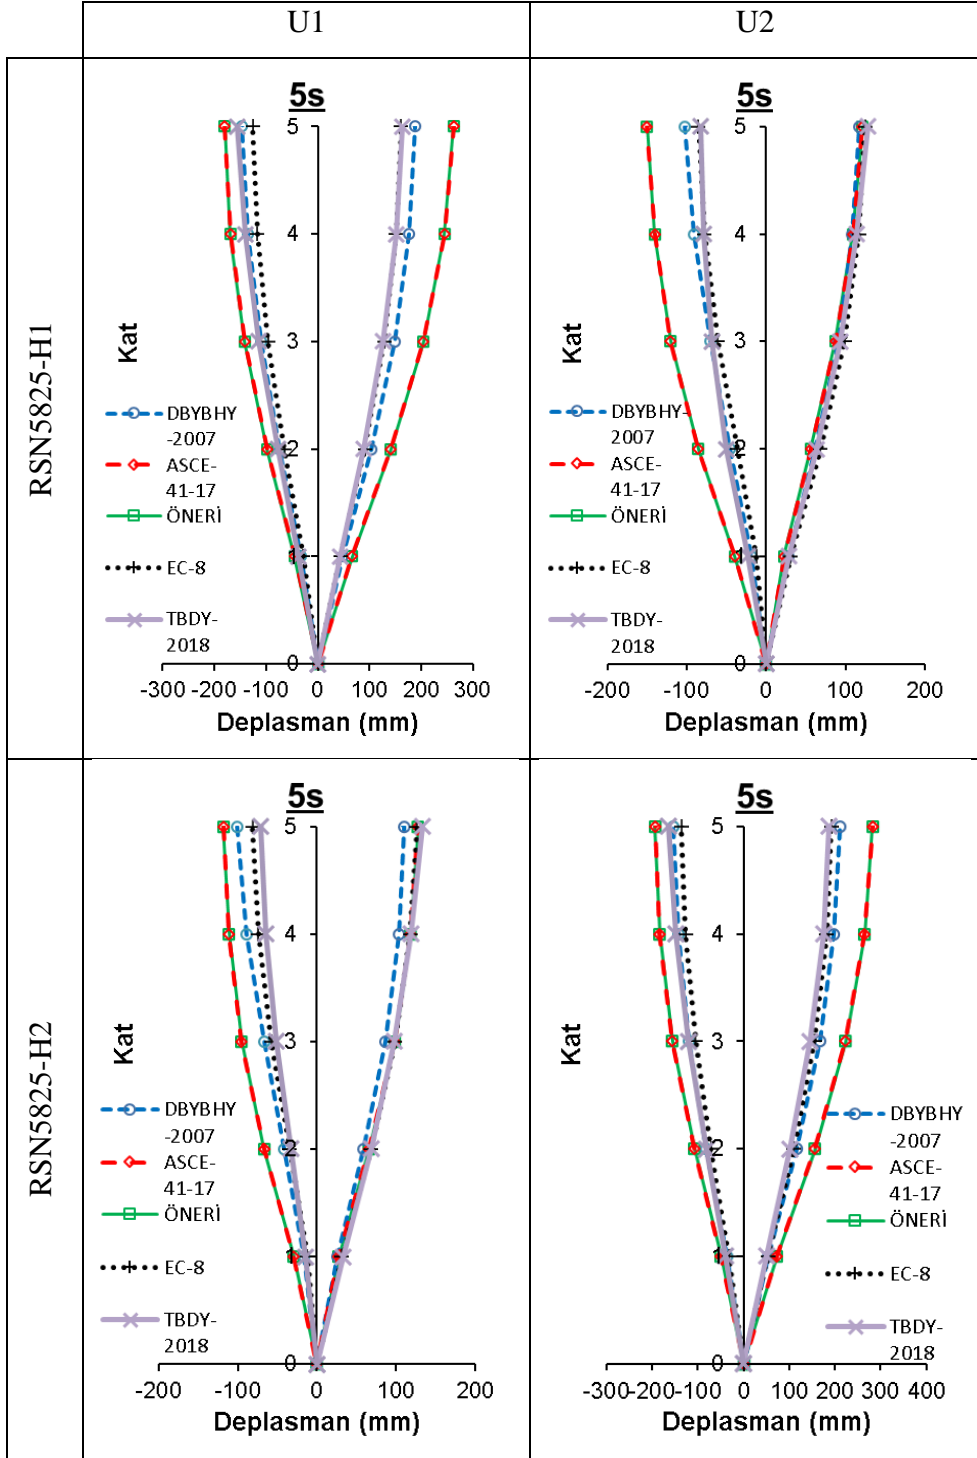 U1
U2
RSN5825-H1
5s
Kat
5
4
3
2
1
0
DBYBHY
-2007
ASCE-
41-17
ÖNERİ
EC-8
TBDY-
2018
-300 -200 -100 0 100 200 300
Deplasman (mm)
5s
Kat
5
4
3
2
1
0
DBYBHY-
2007
ASCE-
41-17
ÖNERİ
EC-8
TBDY-
2018
-200 -100 0 100 200
Deplasman (mm)
RSN5825-H2
5s
Kat
5
4
3
2
1
0
DBYBHY
-2007
ASCE-
41-17
ÖNERİ
EC-8
TBDY-
2018
-200 -100 0 100 200
Deplasman (mm)
5s
Kat
5
4
3
2
1
0
DBYBHY
-2007
ASCE-
41-17
ÖNERİ
EC-8
TBDY-
2018
-300-200-100 0 100 200 300 400
Deplasman (mm)